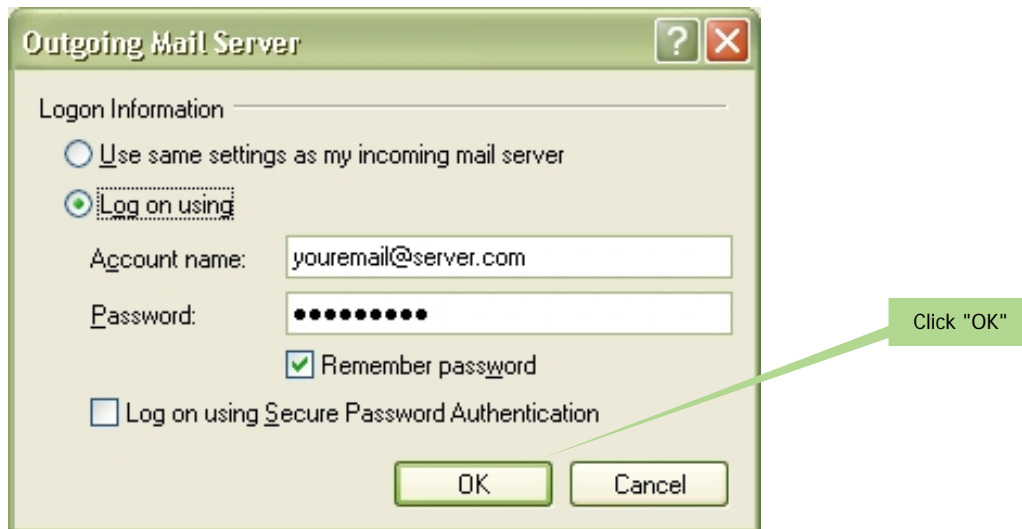 Outgoing Mail Server
Logon Information
Use same settings as my incoming mail server
Log on using
Account name: youremail@server.com
Password: •••••••••
Click "OK"
Remember password
Log on using Secure Password Authentication
OK Cancel